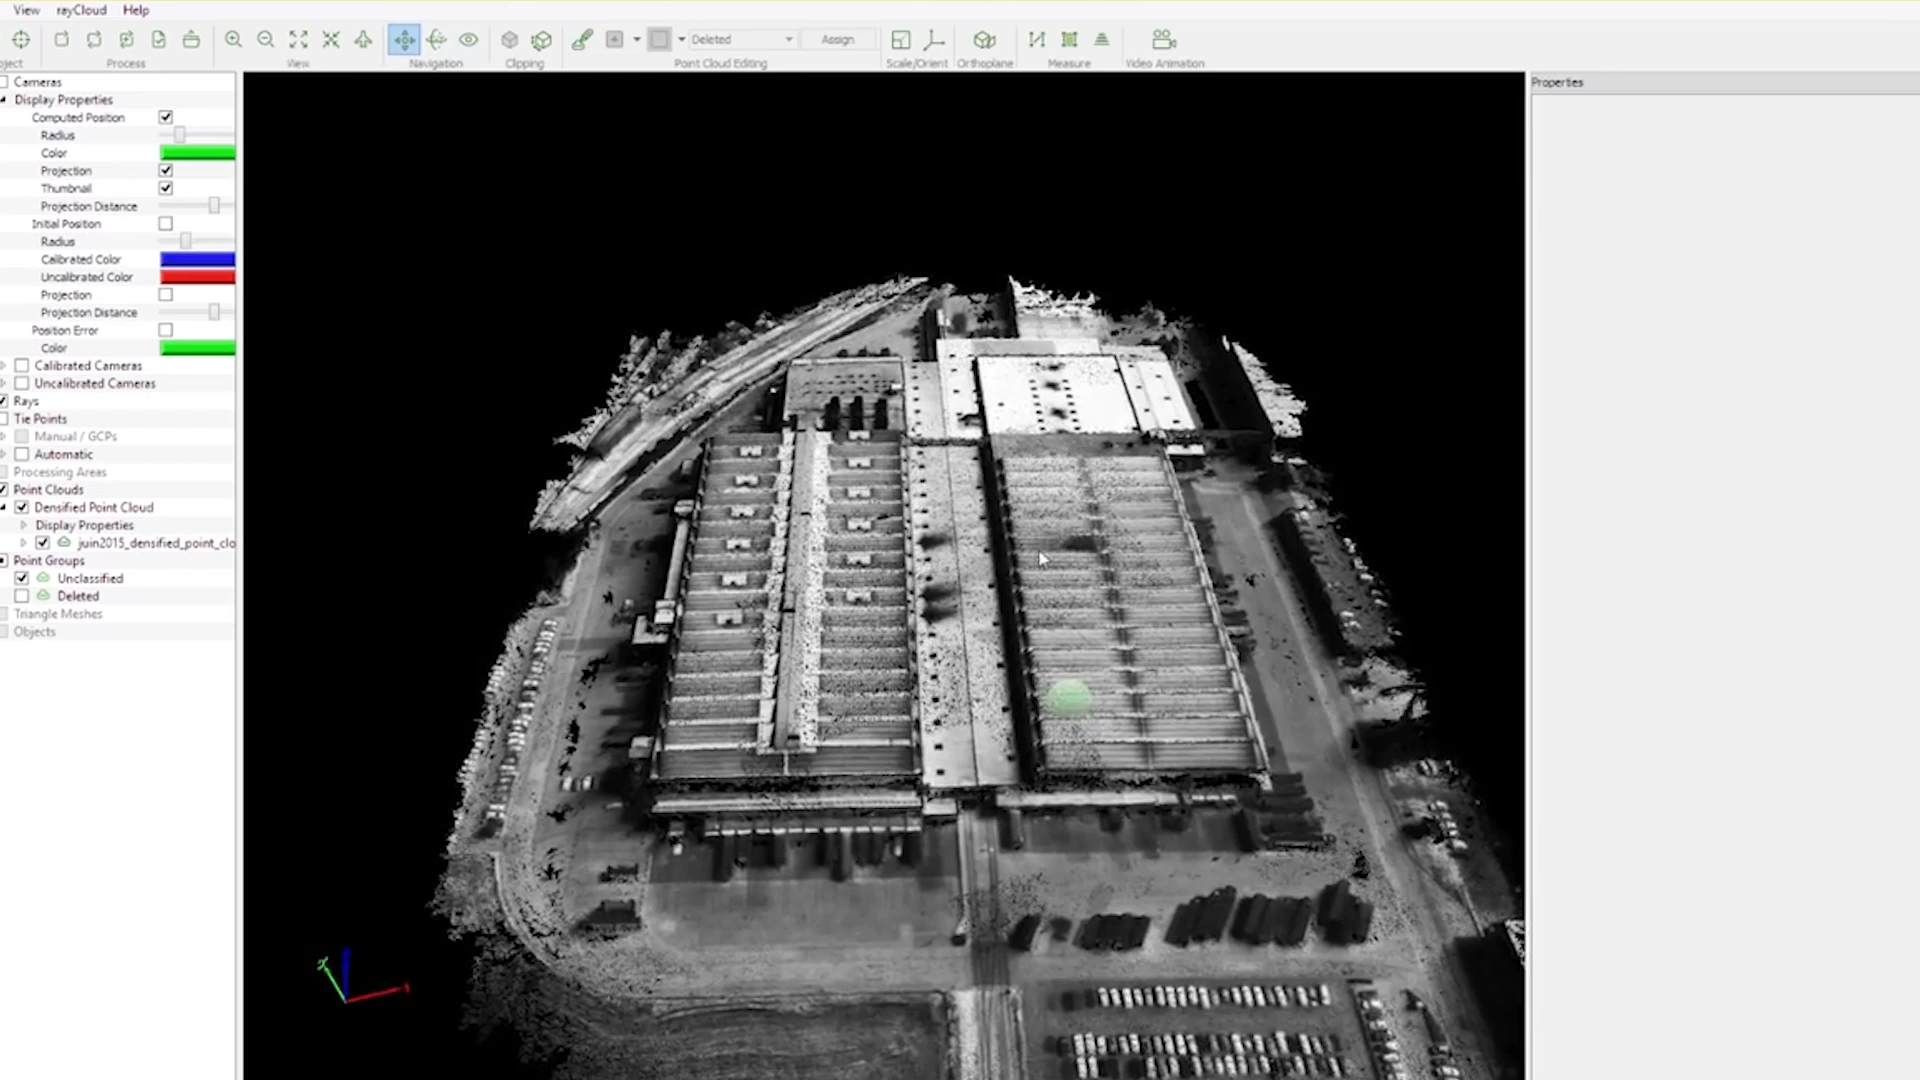 View rayCloud Help
Deleted Assign
ject Process View Navigation Clipping Point Cloud Editing Scale/Orient Orthoplane Measure Video Animation
Cameras
Display Properties
Computed Position
Radius
Color
Projection
Thumbnail
Projection Distance
Initial Position
Radius
Calibrated Color
Uncalibrated Color
Projection
Projection Distance
Position Error
Color
Calibrated Cameras
Uncalibrated Cameras
Rays
Tie Points
Manual / GCPs
Automatic
Processing Areas
Point Clouds
Densified Point Cloud
Display Properties
juin2015_densified_point_clo
Point Groups
Unclassified
Deleted
Triangle Meshes
Objects
Properties